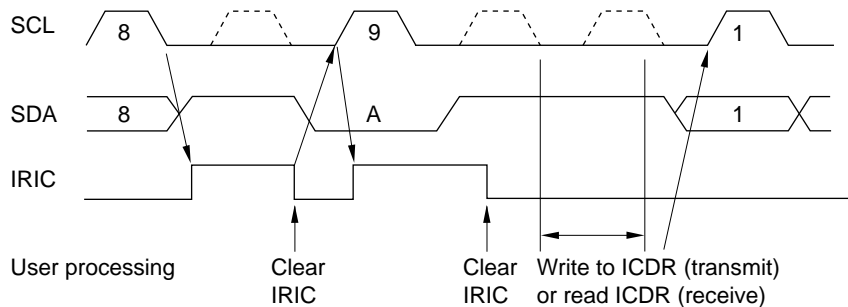 SCL 8 9 1
SDA 8 A 1
IRIC
User processing Clear IRIC Clear IRIC Write to ICDR (transmit) or read ICDR (receive)